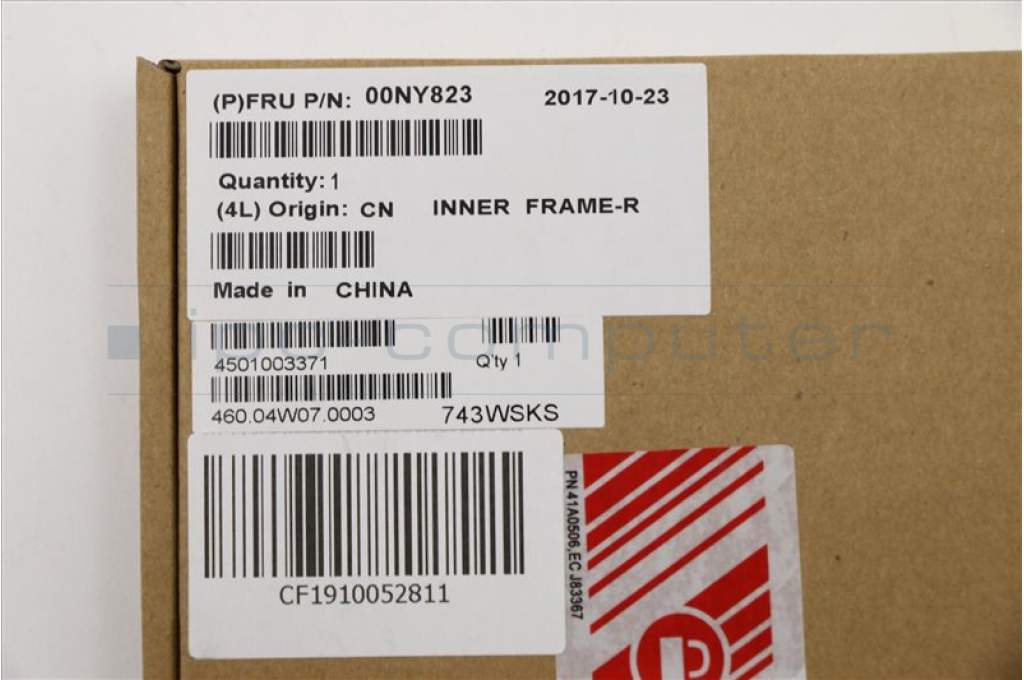 (P)FRU P/N: 00NY823 2017-10-23
Quantity: 1
(4L) Origin: CN INNER FRAME-R
Made in CHINA
ipc-computer
4501003371 Q'ty 1
460.04W07.0003 743WSKS
CF1910052811
PN 41A0506, EC J83367